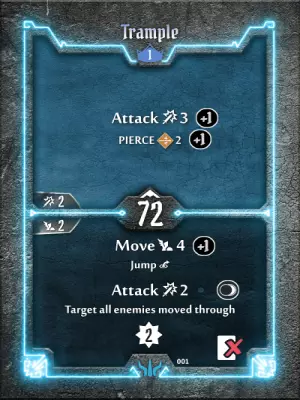 Trample
1
Attack 3 +1
PIERCE 2 +1
2
72
2
Move 4 +1
Jump
Attack 2
Target all enemies moved through
2
001